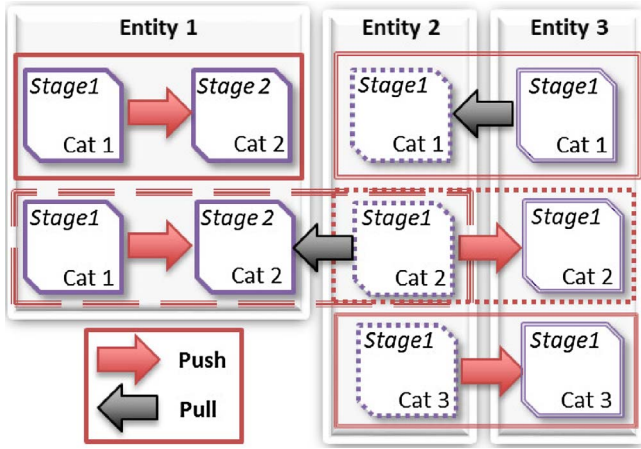 Entity 1 Entity 2 Entity 3
Stage1 Stage 2 Stage1 Stage1
Cat 1 Cat 2 Cat 1 Cat 1
Stage1 Stage 2 Stage1 Stage1
Cat 1 Cat 2 Cat 2 Cat 2
Stage1 Stage1
Cat 3 Cat 3
Push
Pull